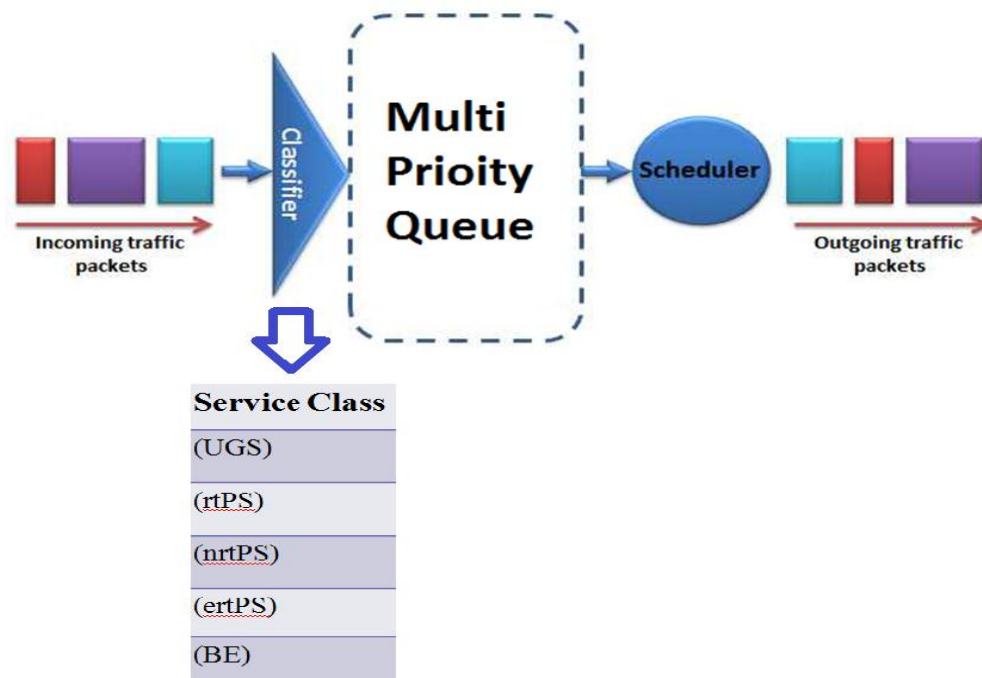 Classifier
Multi
Prioity
Queue
Scheduler
Incoming traffic
packets
Outgoing traffic
packets
Service Class
(UGS)
(rtPS)
(nrtPS)
(ertPS)
(BE)